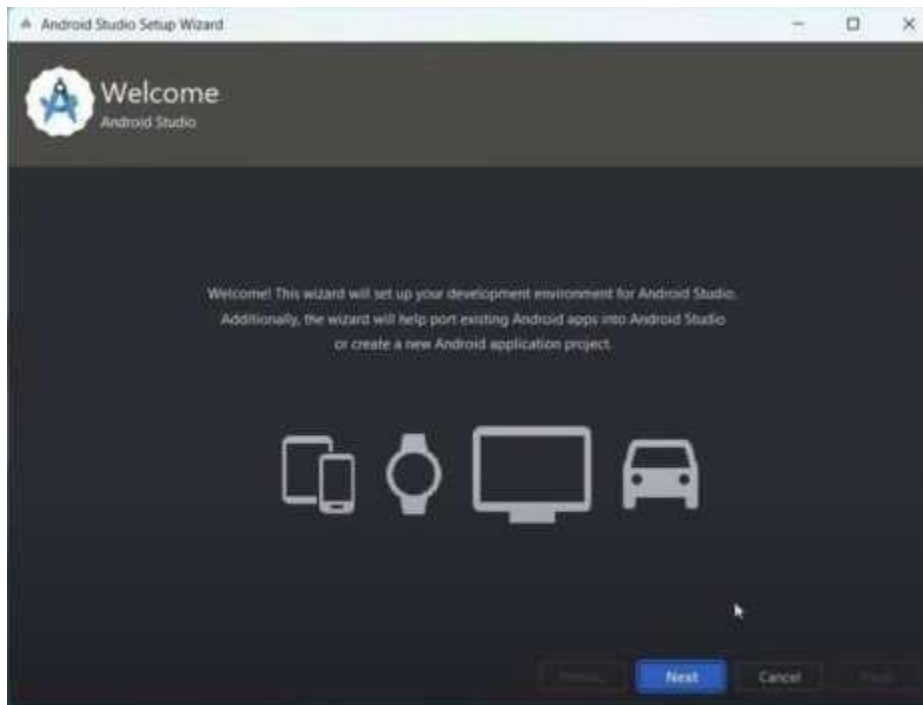 Android Studio Setup Wizard
Welcome
Android Studio
Welcome! This wizard will set up your development environment for Android Studio.
Additionally, the wizard will help port existing Android apps into Android Studio
or create a new Android application project.
Next
Cancel